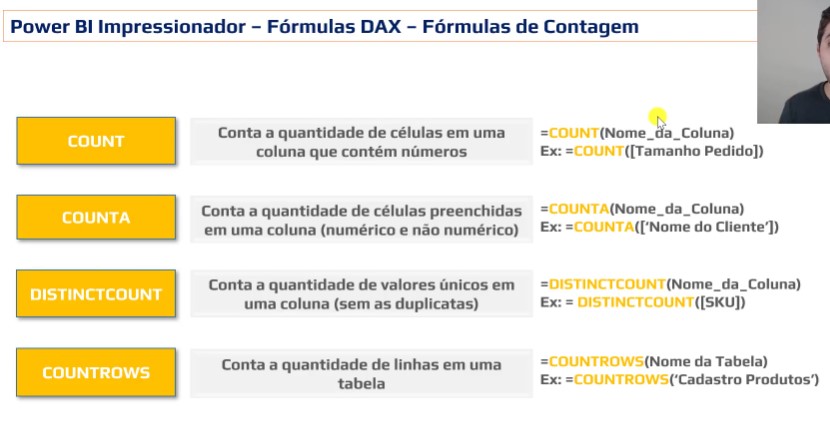 Power BI Impressionador – Fórmulas DAX – Fórmulas de Contagem
COUNT
Conta a quantidade de células em uma
coluna que contém números
=COUNT(Nome_da_Coluna)
Ex: =COUNT([Tamanho Pedido])
COUNTA
Conta a quantidade de células preenchidas
em uma coluna (numérico e não numérico)
=COUNTA(Nome_da_Coluna)
Ex: =COUNTA([‘Nome do Cliente’])
DISTINCTCOUNT
Conta a quantidade de valores únicos em
uma coluna (sem as duplicatas)
=DISTINCTCOUNT(Nome_da_Coluna)
Ex: = DISTINCTCOUNT([SKU])
COUNTROWS
Conta a quantidade de linhas em uma
tabela
=COUNTROWS(Nome da Tabela)
Ex: =COUNTROWS(‘Cadastro Produtos’)